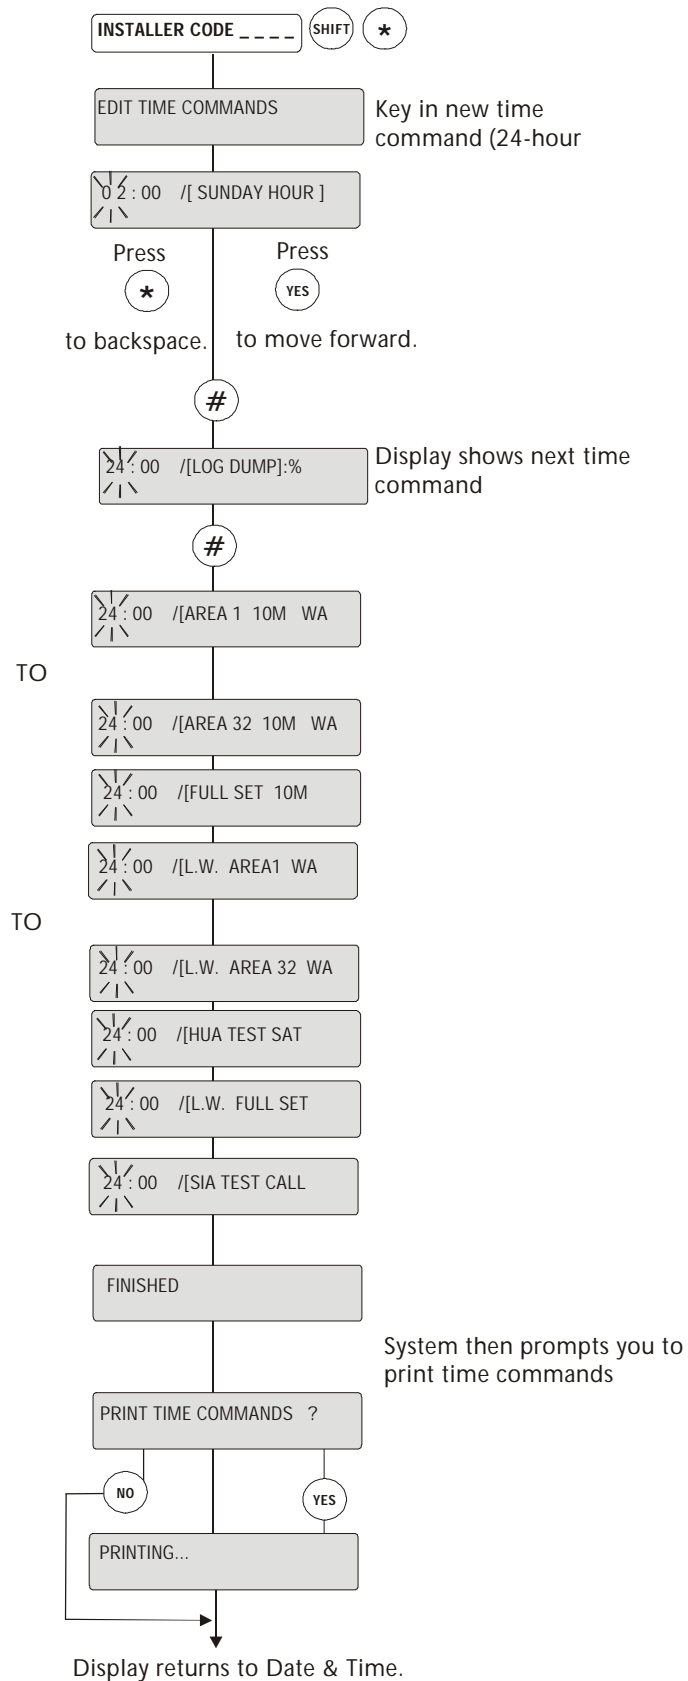 INSTALLER CODE _ _ _ _ SHIFT *
EDIT TIME COMMANDS
Key in new time
command (24-hour
02:00 /[ SUNDAY HOUR ]
Press
*
to backspace.
Press
YES
to move forward.
#
24:00 /[LOG DUMP]:%
Display shows next time
command
#
24:00 /[AREA 1 10M WA
TO
24:00 /[AREA 32 10M WA
24:00 /[FULL SET 10M
24:00 /[L.W. AREA1 WA
TO
24:00 /[L.W. AREA 32 WA
24:00 /[HUA TEST SAT
24:00 /[L.W. FULL SET
24:00 /[SIA TEST CALL
FINISHED
System then prompts you to
print time commands
PRINT TIME COMMANDS ?
NO
YES
PRINTING...
Display returns to Date & Time.